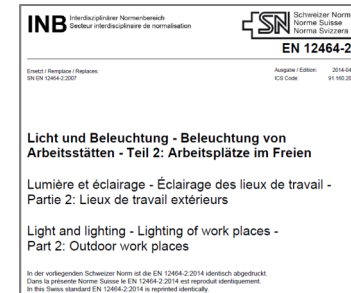 INB Interdisziplinärer Normenbereich
Secteur interdisciplinaire de normalisation
SN Schweizer Norm
Norme Suisse
Norma Svizzera
EN 12464-2
Ersetzt / Remplace / Replaces:
SN EN 12464-2:2007
Ausgabe / Edition: 2014-04
ICS Code: 91.160.20
Licht und Beleuchtung - Beleuchtung von
Arbeitsstätten - Teil 2: Arbeitsplätze im Freien
Lumière et éclairage - Éclairage des lieux de travail -
Partie 2: Lieux de travail extérieurs
Light and lighting - Lighting of work places -
Part 2: Outdoor work places
In der vorliegenden Schweizer Norm ist die EN 12464-2:2014 identisch abgedruckt.
Dans la présente Norme Suisse le EN 12464-2:2014 est reproduit identiquement.
In this Swiss standard EN 12464-2:2014 is reprinted identically.